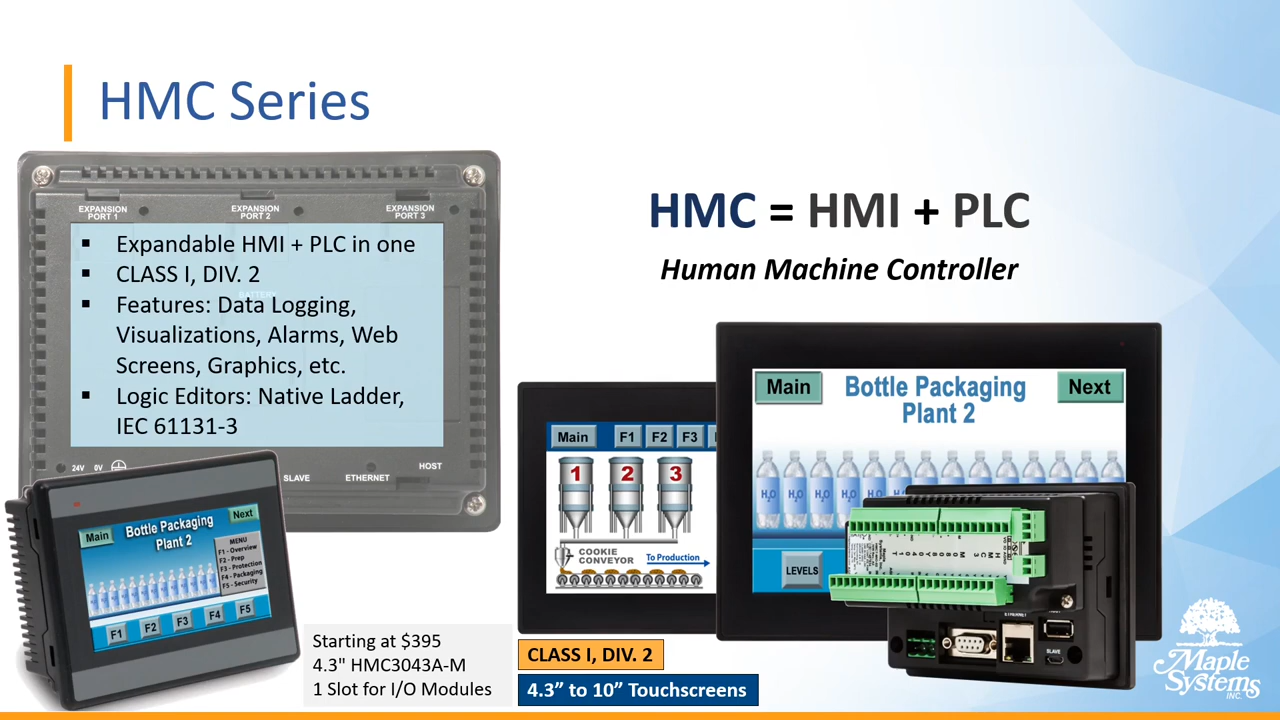 HMC Series
EXPANSION PORT 1
EXPANSION PORT 2
EXPANSION PORT 3
▪ Expandable HMI + PLC in one
▪ CLASS I, DIV. 2
▪ Features: Data Logging,
Visualizations, Alarms, Web
Screens, Graphics, etc.
▪ Logic Editors: Native Ladder,
IEC 61131-3
24V 0V
SLAVE
ETHERNET
HOST
HMC = HMI + PLC
Human Machine Controller
Main
Bottle Packaging
Plant 2
Next
MENU
F1 - Overview
F2 - Prep
F3 - Protection
F4 - Packaging
F5 - Security
F1 F2 F3 F4 F5
Main F1 F2 F3
1 2 3
COOKIE
CONVEYOR
To Production
Main
Bottle Packaging
Plant 2
Next
H₂O H₂O H₂O H₂O
LEVELS
SLAVE
Starting at $395
4.3" HMC3043A-M
1 Slot for I/O Modules
CLASS I, DIV. 2
4.3” to 10” Touchscreens
Maple
Systems
INC.